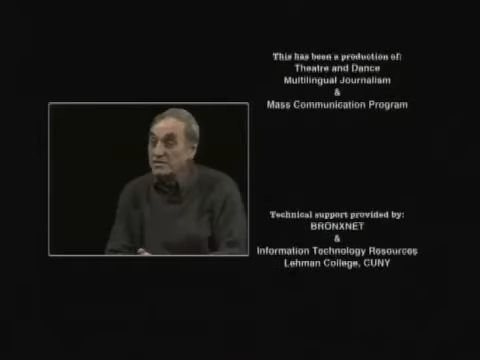 This has been a production of:
Theatre and Dance
Multilingual Journalism
&
Mass Communication Program
Technical support provided by:
BRONXNET
&
Information Technology Resources
Lehman College, CUNY